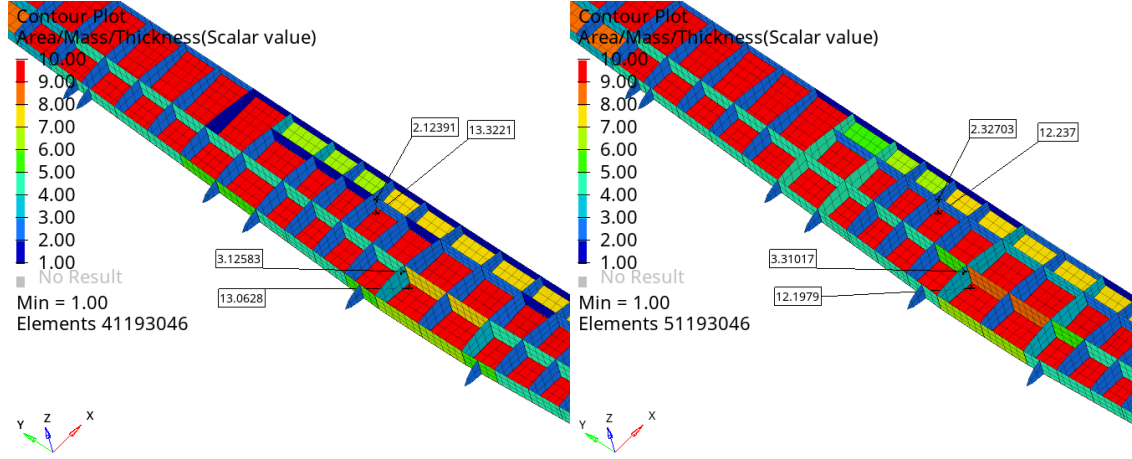 Contour Plot
Area/Mass/Thickness(Scalar value)
10.00
9.00
8.00
7.00
6.00
5.00
4.00
3.00
2.00
1.00
No Result
Min = 1.00
Elements 41193046
2.12391
13.3221
3.12583
13.0628
Y
Z
X
Contour Plot
Area/Mass/Thickness(Scalar value)
10.00
9.00
8.00
7.00
6.00
5.00
4.00
3.00
2.00
1.00
No Result
Min = 1.00
Elements 51193046
2.32703
12.237
3.31017
12.1979
Y
Z
X